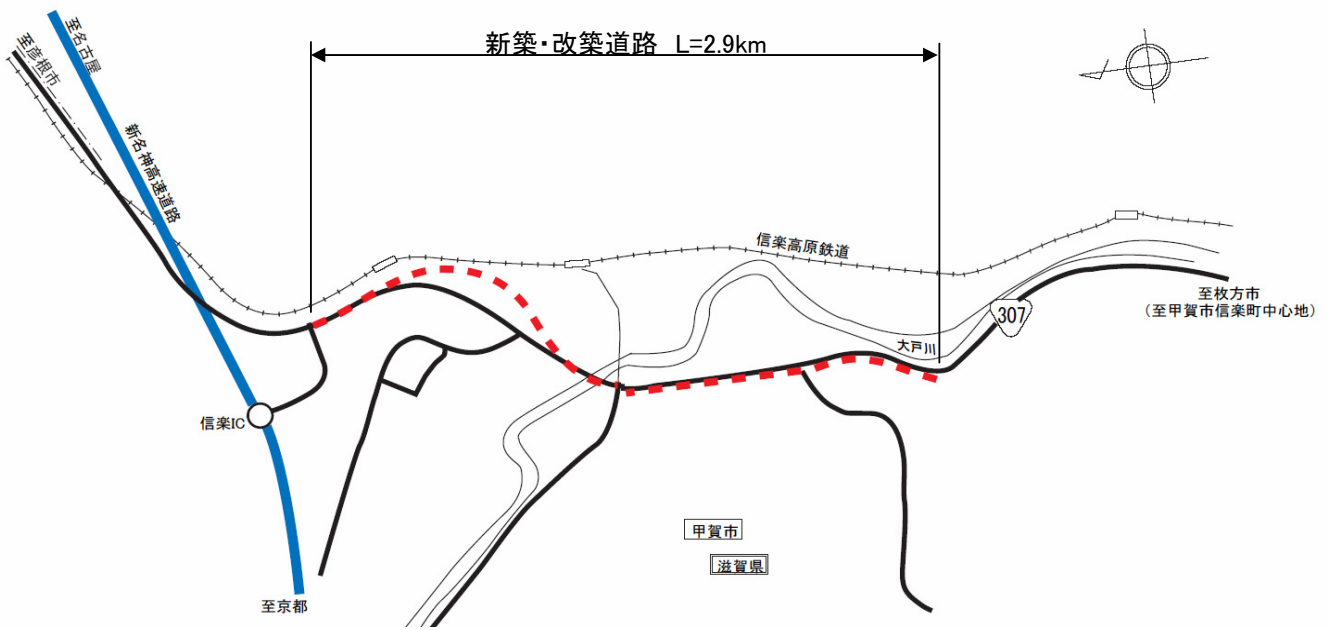 新築・改築道路 L=2.9km
至名古屋
至彦根市
新名神高速道路
信楽高原鉄道
至枚方市
(至甲賀市信楽町中心地)
307
大戸川
信楽IC
甲賀市
滋賀県
至京都